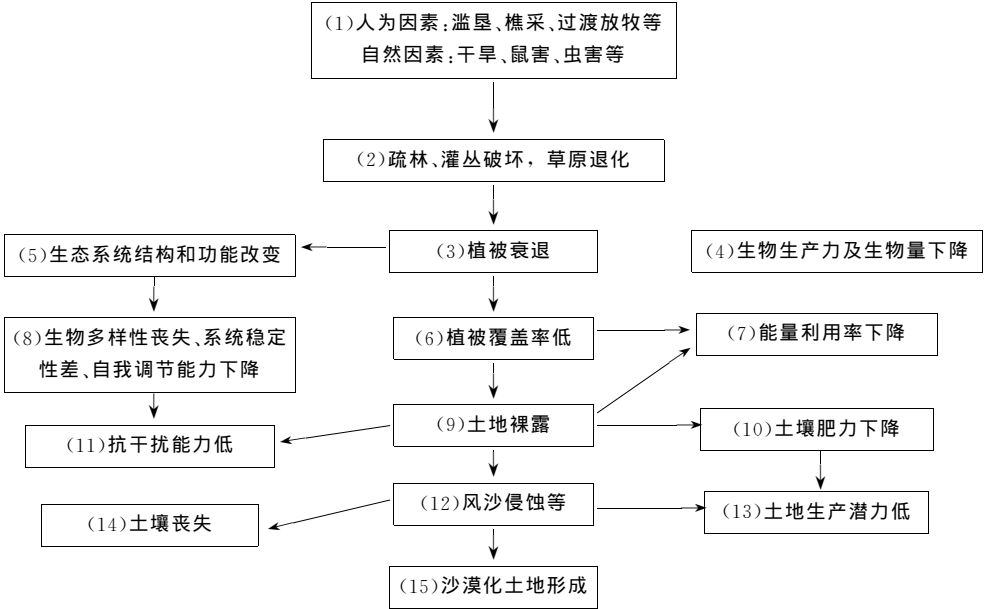 (1)人为因素:滥垦、樵采、过渡放牧等
自然因素:干旱、鼠害、虫害等
(2)疏林、灌丛破坏，草原退化
(5)生态系统结构和功能改变
(3)植被衰退
(4)生物生产力及生物量下降
(8)生物多样性丧失、系统稳定
性差、自我调节能力下降
(6)植被覆盖率低
(7)能量利用率下降
(11)抗干扰能力低
(9)土地裸露
(10)土壤肥力下降
(14)土壤丧失
(12)风沙侵蚀等
(13)土地生产潜力低
(15)沙漠化土地形成